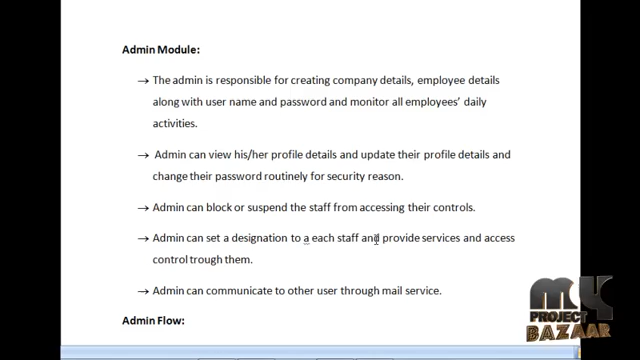 Admin Module:
→ The admin is responsible for creating company details, employee details
along with user name and password and monitor all employees' daily
activities.
→ Admin can view his/her profile details and update their profile details and
change their password routinely for security reason.
→ Admin can block or suspend the staff from accessing their controls.
→ Admin can set a designation to a each staff and provide services and access
control trough them.
→ Admin can communicate to other user through mail service.
Admin Flow:
my
PROJECT
BAZAAR